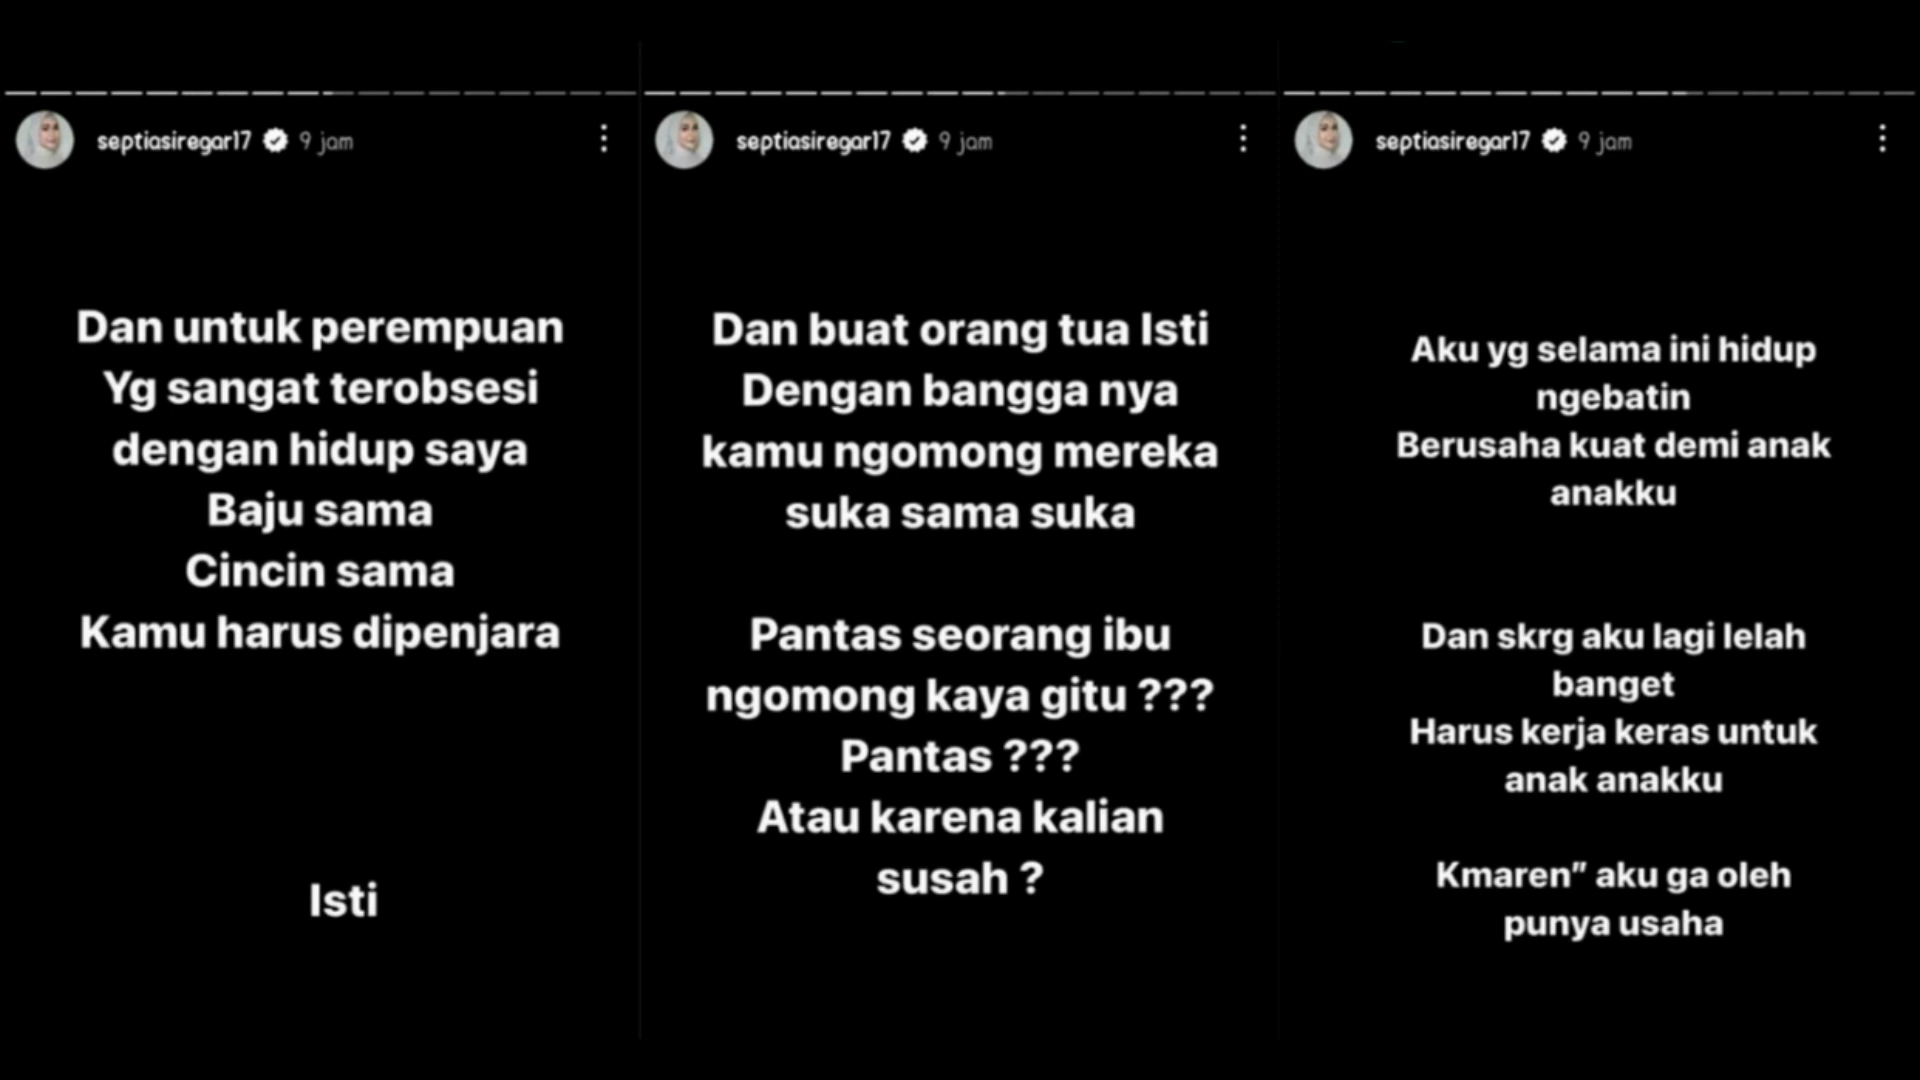 septiasiregar17 9 jam
Dan untuk perempuan
Yg sangat terobsesi
dengan hidup saya
Baju sama
Cincin sama
Kamu harus dipenjara
Isti
septiasiregar17 9 jam
Dan buat orang tua Isti
Dengan bangga nya
kamu ngomong mereka
suka sama suka
Pantas seorang ibu
ngomong kaya gitu ???
Pantas ???
Atau karena kalian
susah ?
septiasiregar17 9 jam
Aku yg selama ini hidup
ngebatin
Berusaha kuat demi anak
anakku
Dan skrg aku lagi lelah
banget
Harus kerja keras untuk
anak anakku
Kmaren” aku ga oleh
punya usaha